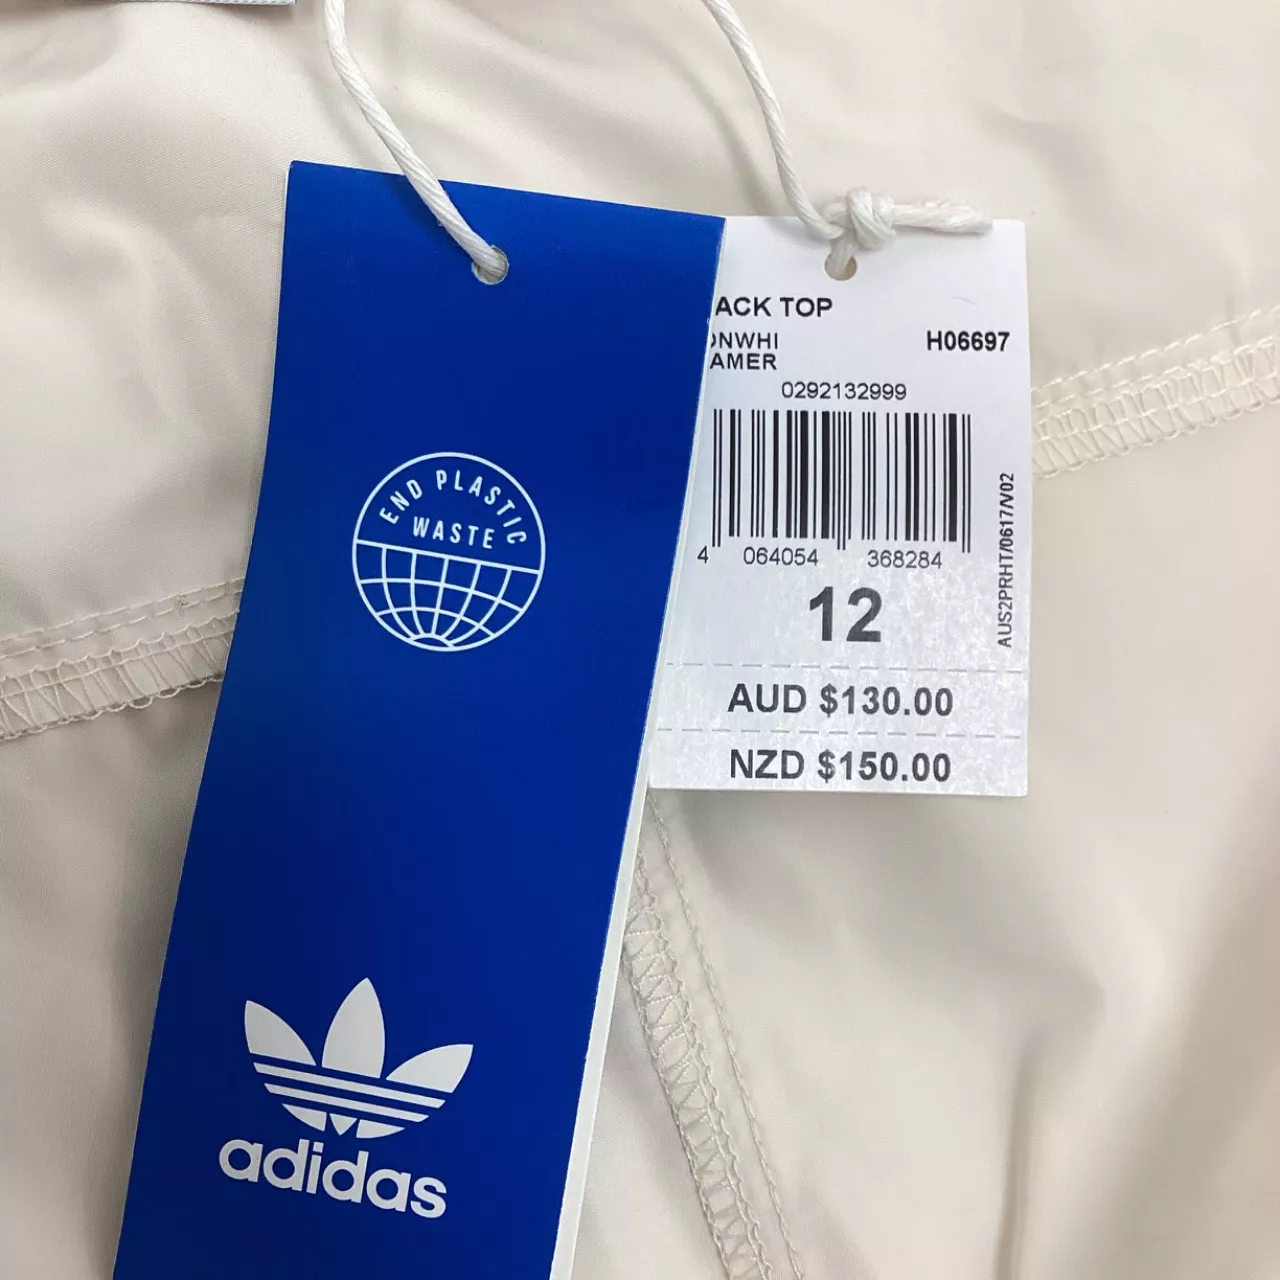 END PLASTIC
WASTE
adidas
ACK TOP
ONWHI
AMER
H06697
0292132999
4 064054 368284
12
AUD $130.00
NZD $150.00
AUS2PRHT/0617/V02